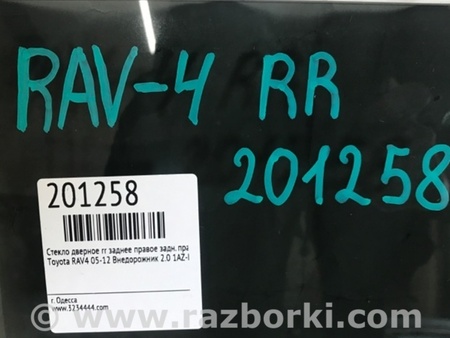 RAV-4 RR
201258
201258
Стекло дверное rr заднее правое задн. пра
Toyota RAV4 05-12 Внедорожник 2.0 1AZ-
г. Одесса
www.3234444.com
www.razborki.com